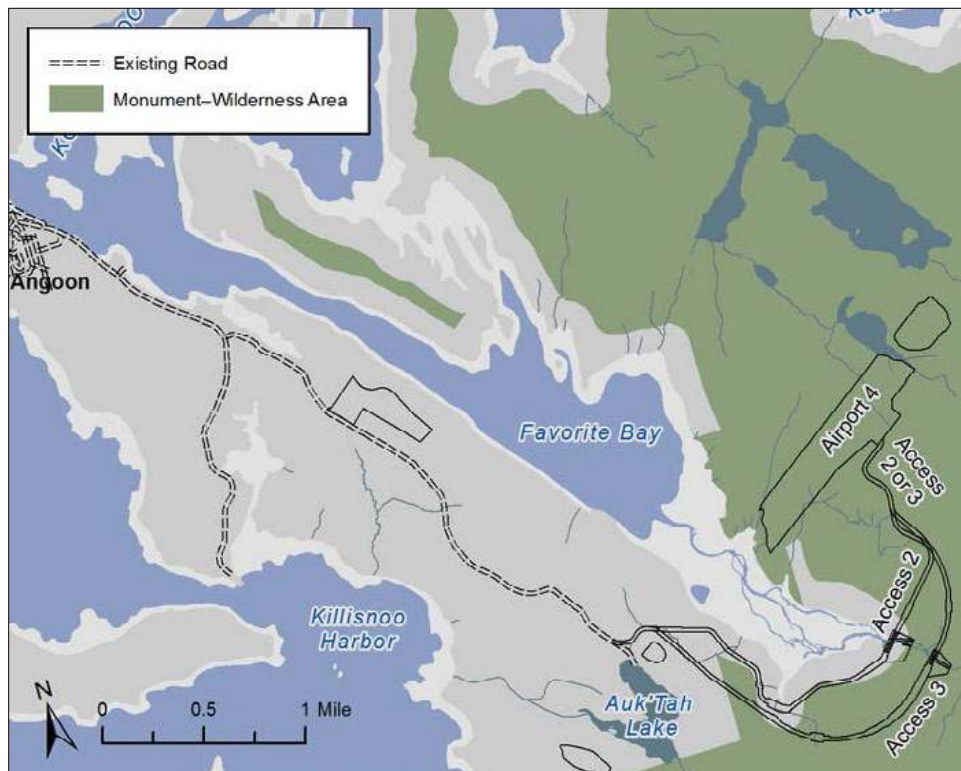 Existing Road
Monument–Wilderness Area
Angoon
Favorite Bay
Airport 4
Access
2 or 3
Access 2
Killisnoo
Harbor
Auk'Tah
Lake
Access 3
N
0 0.5 1 Mile